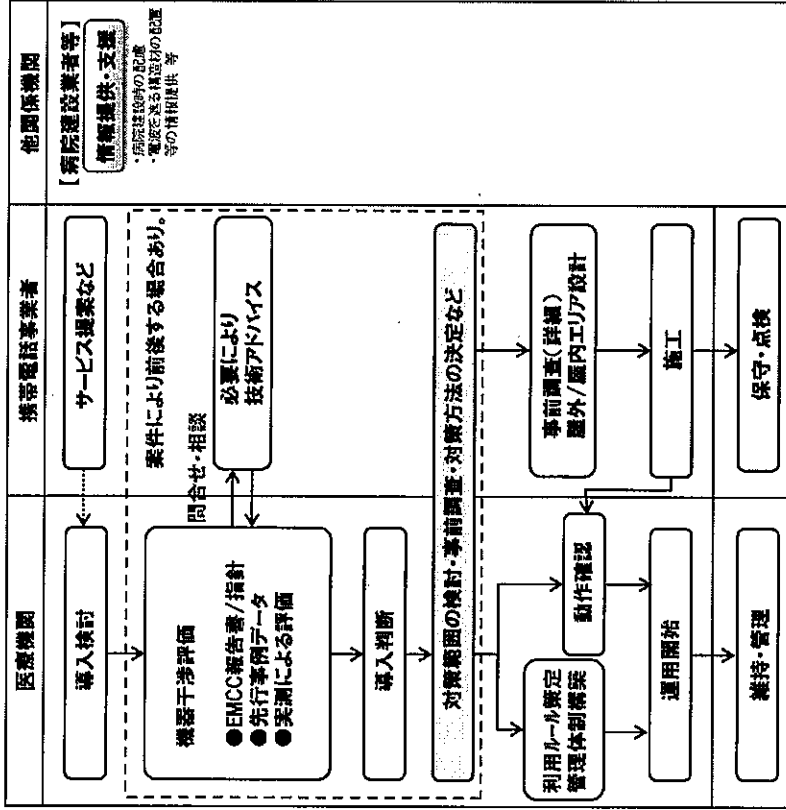 医療機関
携帯電話事業者
他関係機関
導入検討
サービス提案など
【病院建設業者等】
情報提供・支援
・病院建設時の配慮
・電波を遮る構造材の配置
等の情報提供 等
案件により前後する場合あり。
機器干渉評価
●EMCC報告書/指針
●先行事例データ
●実測による評価
問合せ・相談
必要により
技術アドバイス
導入判断
対策範囲の検討・事前調査・対策方法の決定など
利用ルール策定
管理体制構築
動作確認
事前調査(詳細)
屋外/屋内エリア設計
施工
運用開始
維持・管理
保守・点検